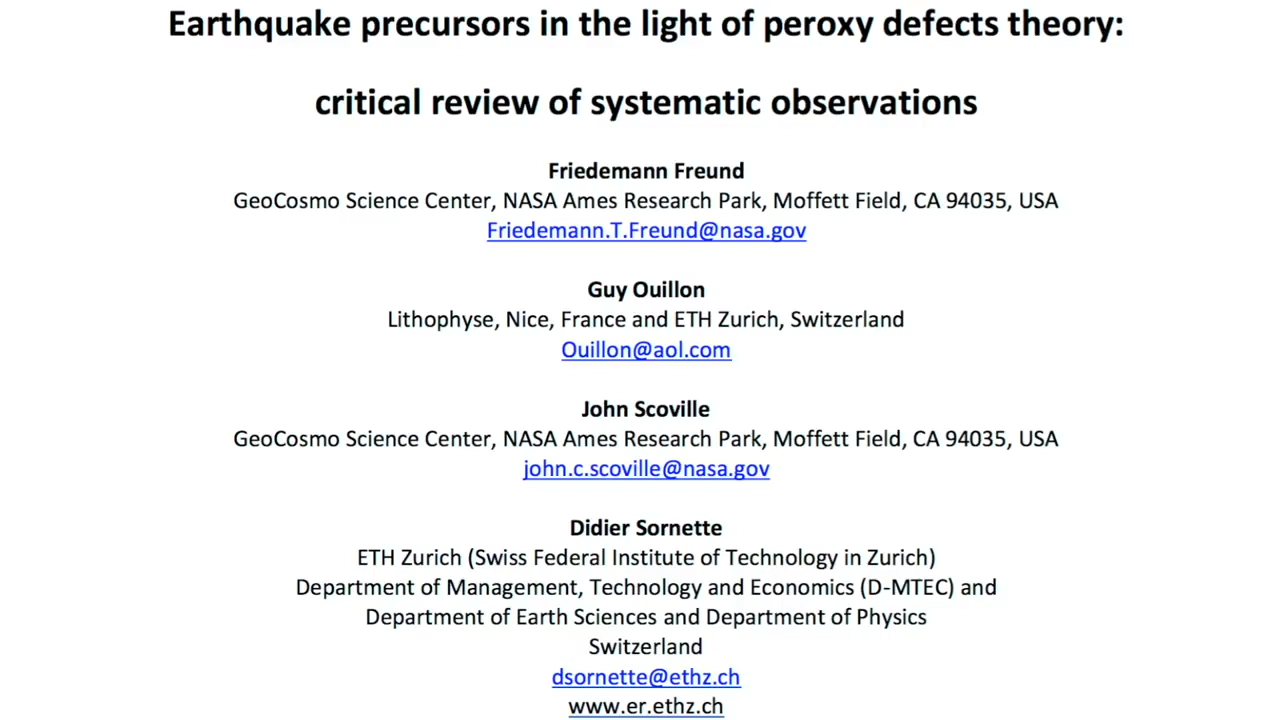 Earthquake precursors in the light of peroxy defects theory:
critical review of systematic observations
Friedemann Freund
GeoCosmo Science Center, NASA Ames Research Park, Moffett Field, CA 94035, USA
Friedemann.T.Freund@nasa.gov
Guy Ouillon
Lithophyse, Nice, France and ETH Zurich, Switzerland
Ouillon@aol.com
John Scoville
GeoCosmo Science Center, NASA Ames Research Park, Moffett Field, CA 94035, USA
john.c.scoville@nasa.gov
Didier Sornette
ETH Zurich (Swiss Federal Institute of Technology in Zurich)
Department of Management, Technology and Economics (D-MTEC) and
Department of Earth Sciences and Department of Physics
Switzerland
dsornette@ethz.ch
www.er.ethz.ch